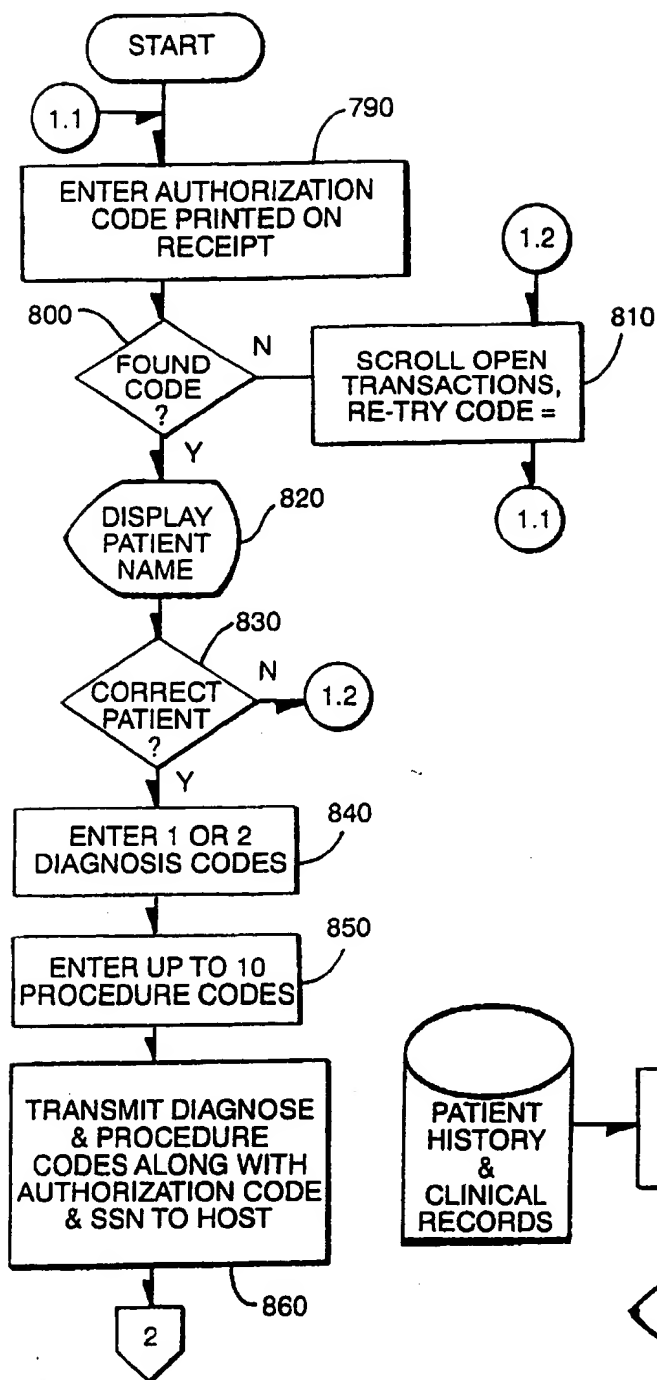 START
1.1
790
ENTER AUTHORIZATION
CODE PRINTED ON
RECEIPT
1.2
800
FOUND
CODE
?
N
Y
810
SCROLL OPEN
TRANSACTIONS,
RE-TRY CODE =
1.1
820
DISPLAY
PATIENT
NAME
830
CORRECT
PATIENT
?
N
1.2
Y
840
ENTER 1 OR 2
DIAGNOSIS CODES
850
ENTER UP TO 10
PROCEDURE CODES
TRANSMIT DIAGNOSE
& PROCEDURE
CODES ALONG WITH
AUTHORIZATION CODE
& SSN TO HOST
860
2
PATIENT
HISTORY
&
CLINICAL
RECORDS